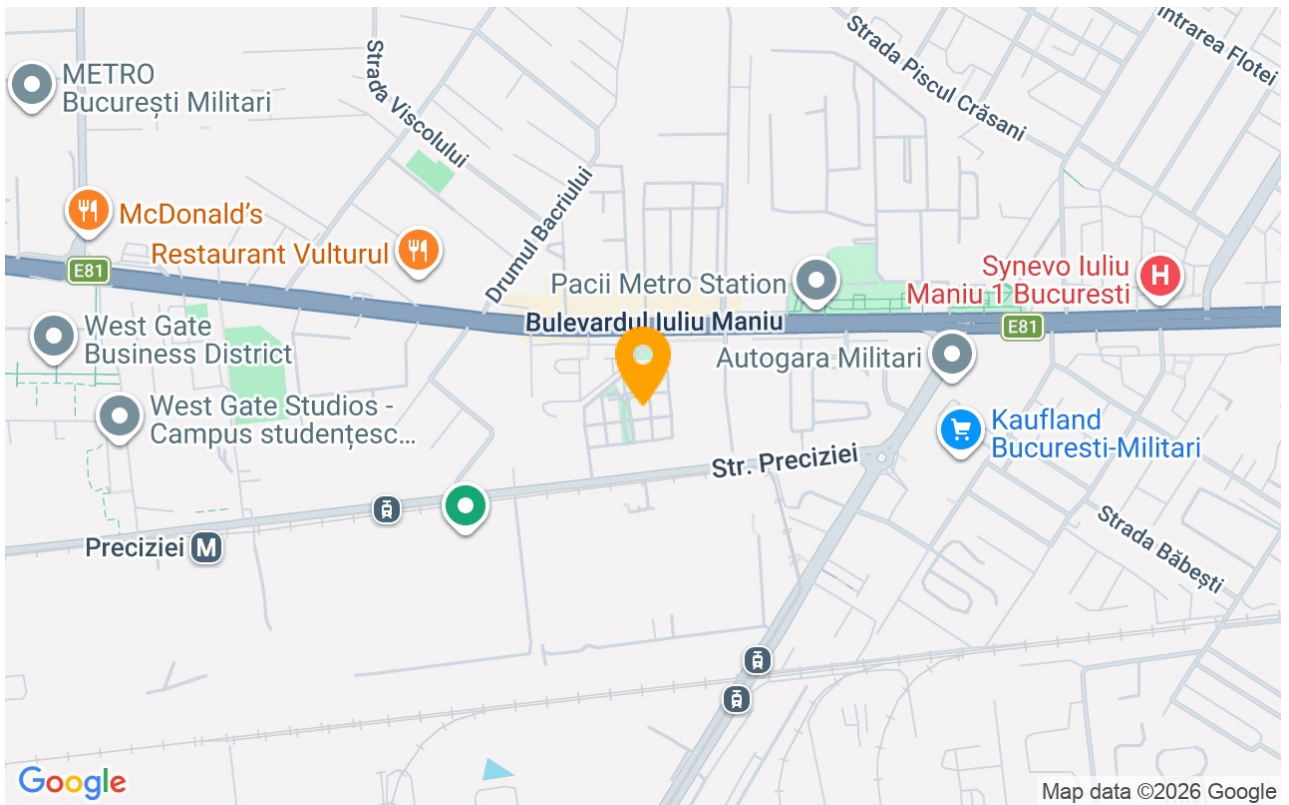 Intrarea Flotei
Strada Piscul Crăsani
METRO
București Militari
Strada Viscolului
McDonald's
Drumul Bacriului
Restaurant Vulturul
E81
Pacii Metro Station
Synevo Iuliu
Maniu 1 Bucuresti
H
Bulevardul Iuliu Maniu
E81
West Gate
Business District
Autogara Militari
West Gate Studios -
Campus studențesc...
Kaufland
Bucuresti-Militari
Str. Preciziei
Strada Băbești
Preciziei M
Google
Map data ©2026 Google